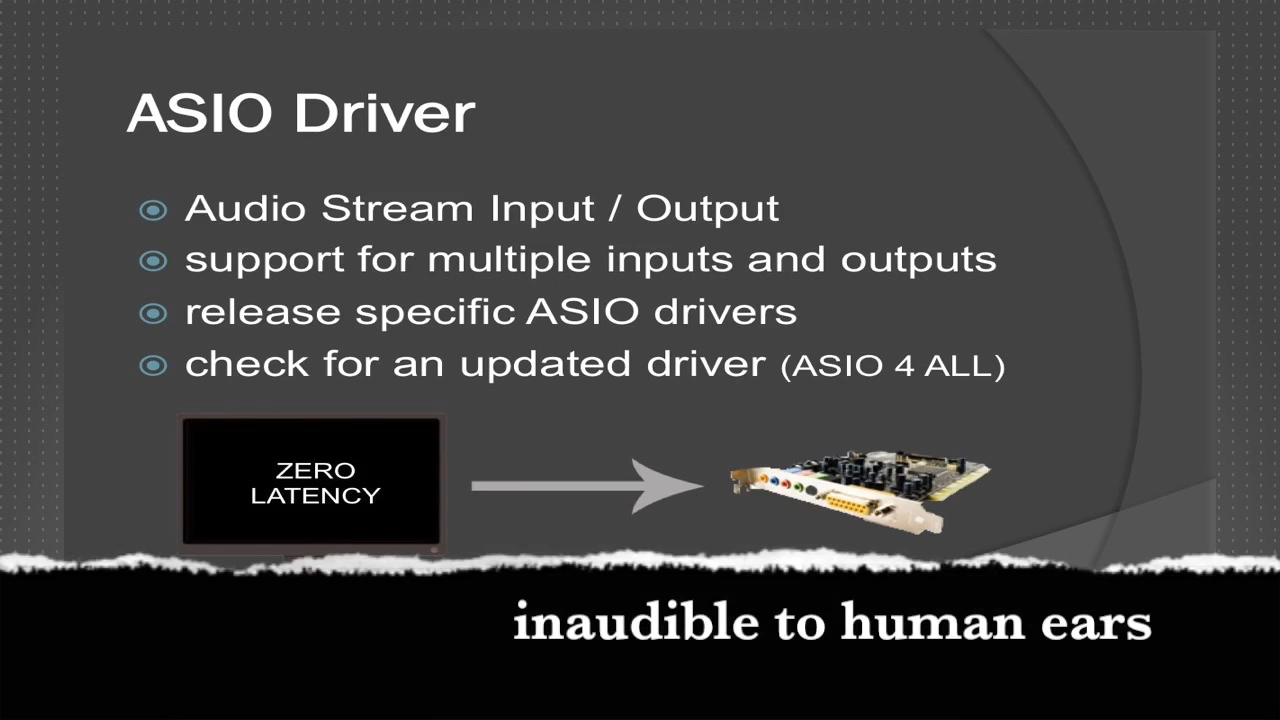 ASIO Driver
Audio Stream Input / Output
support for multiple inputs and outputs
release specific ASIO drivers
check for an updated driver (ASIO 4 ALL)
ZERO
LATENCY
inaudible to human ears